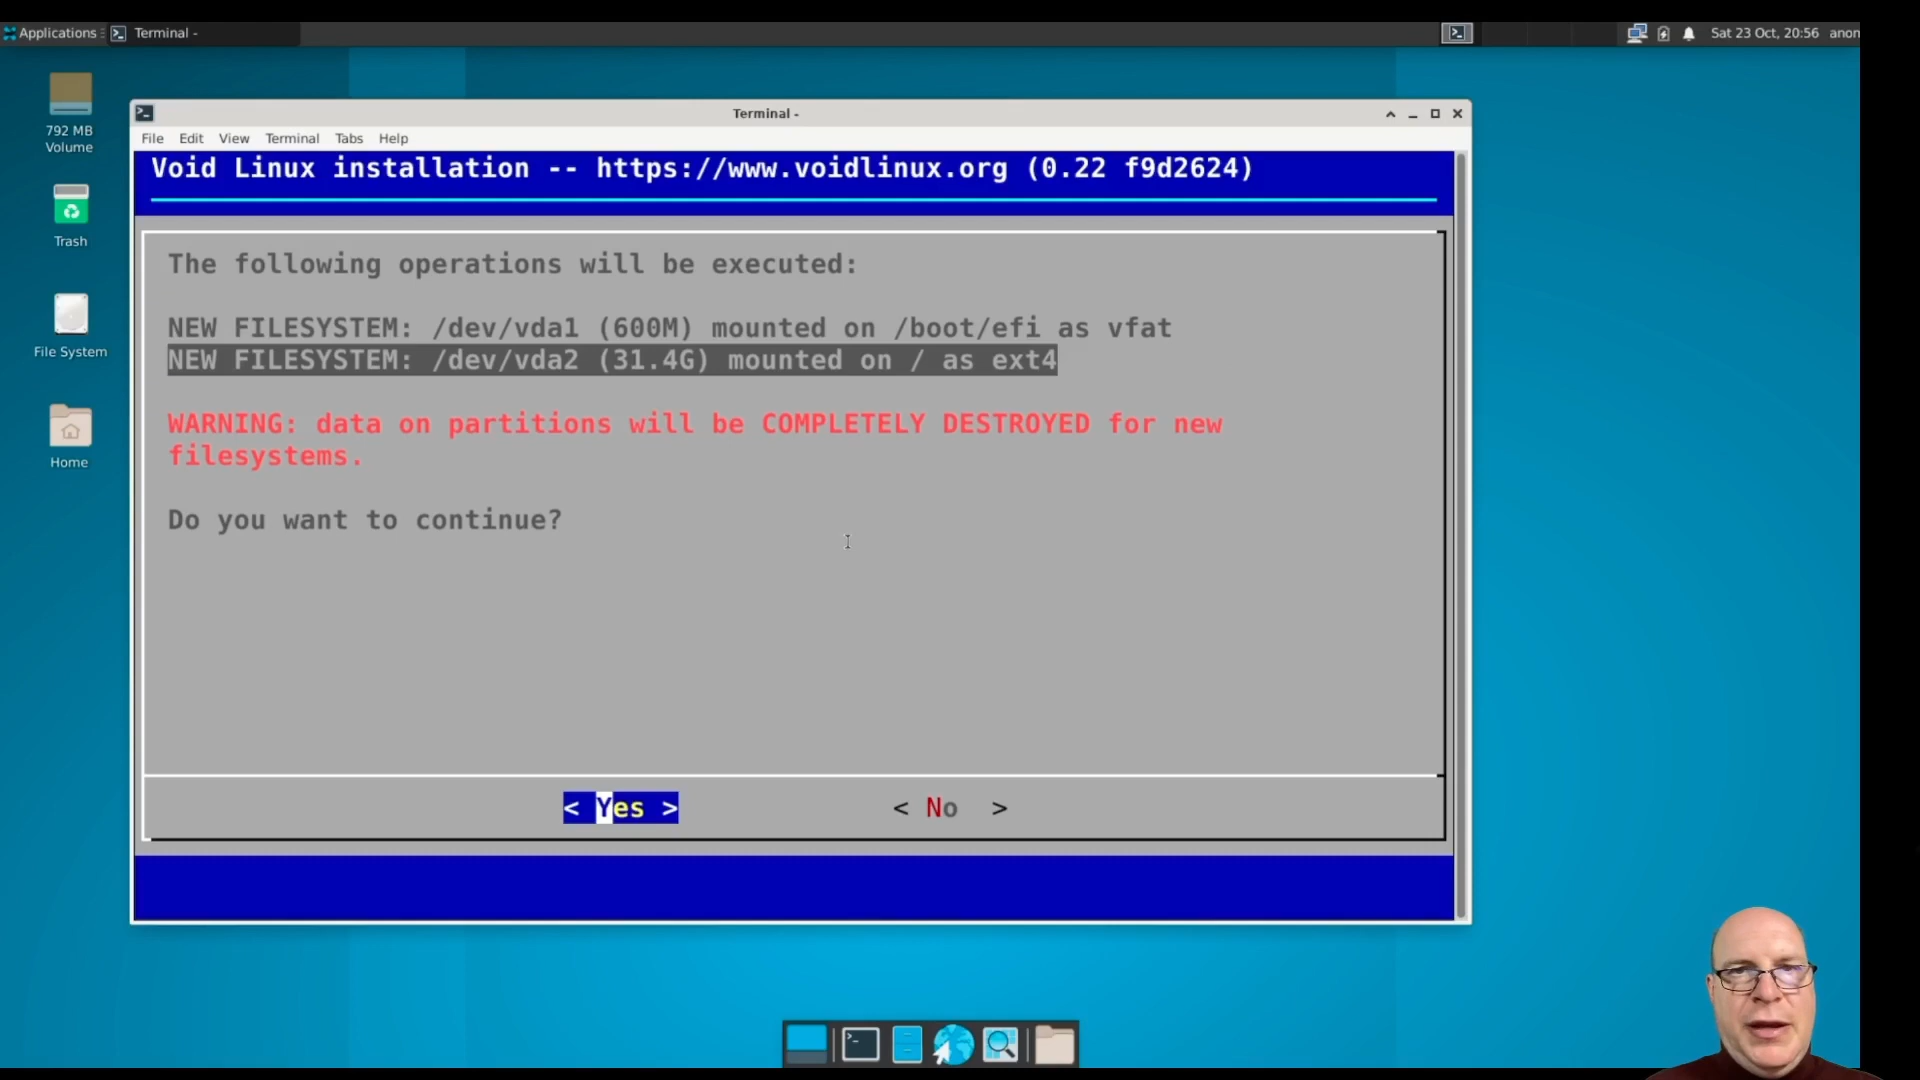 Applications
Terminal -
Sat 23 Oct, 20:56 anon
792 MB
Volume
Trash
File System
Home
Terminal -
File Edit View Terminal Tabs Help
Void Linux installation -- https://www.voidlinux.org (0.22 f9d2624)
The following operations will be executed:
NEW FILESYSTEM: /dev/vda1 (600M) mounted on /boot/efi as vfat
NEW FILESYSTEM: /dev/vda2 (31.4G) mounted on / as ext4
WARNING: data on partitions will be COMPLETELY DESTROYED for new
filesystems.
Do you want to continue?
< Yes > < No >